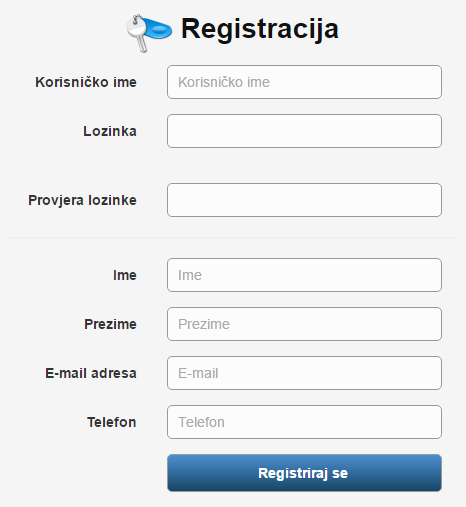 Registracija
Korisničko ime Korisničko ime
Lozinka
Provjera lozinke
Ime Ime
Prezime Prezime
E-mail adresa E-mail
Telefon Telefon
Registriraj se